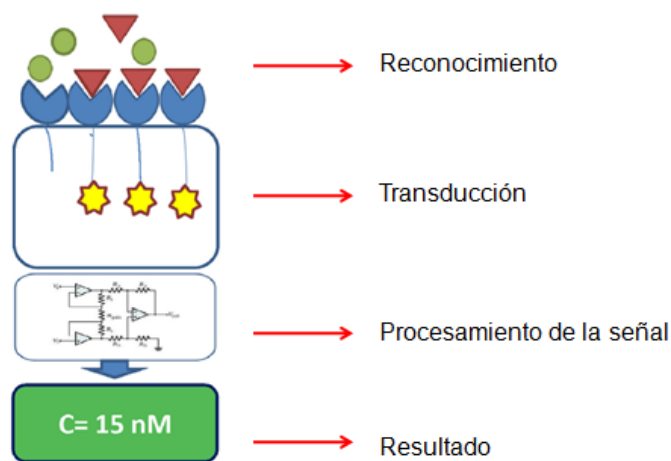 Reconocimiento
Transducción
Procesamiento de la señal
C= 15 nM
Resultado